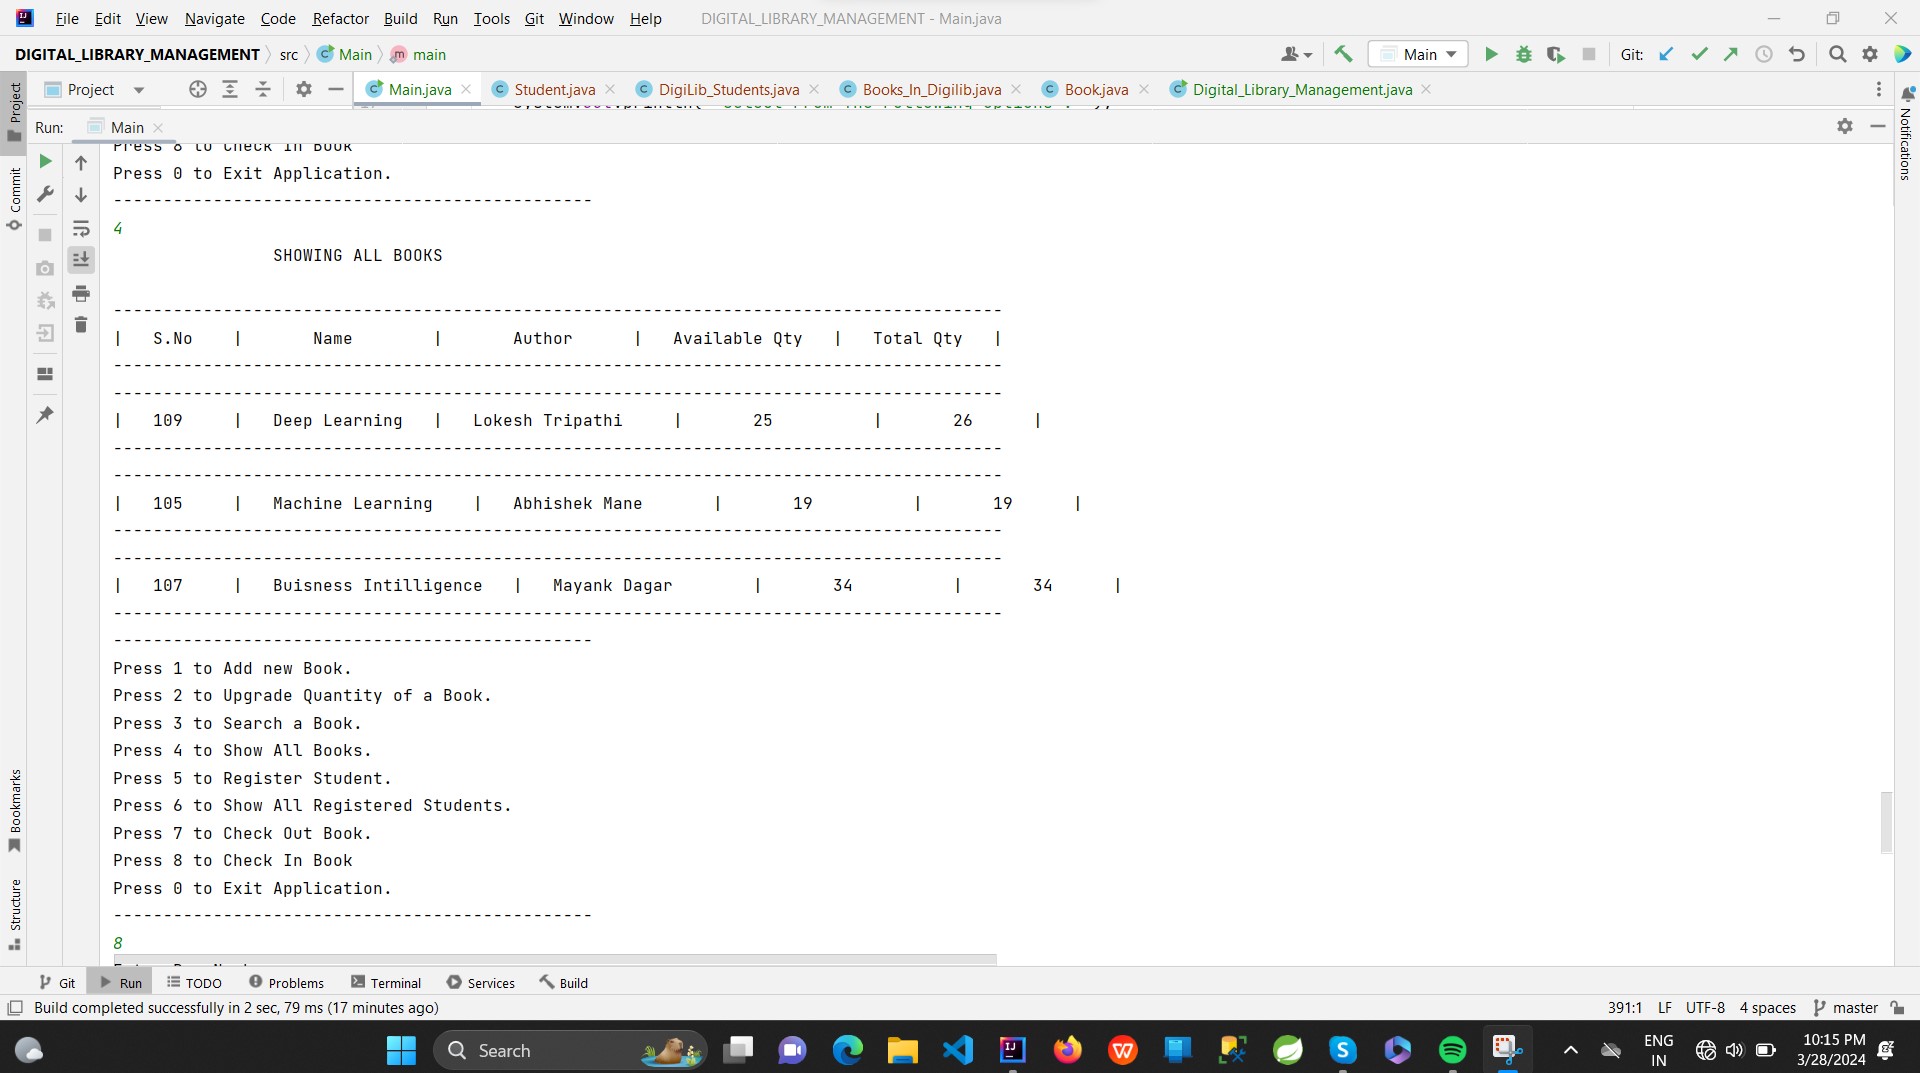 File Edit View Navigate Code Refactor Build Run Tools Git Window Help DIGITAL_LIBRARY_MANAGEMENT - Main.java
DIGITAL_LIBRARY_MANAGEMENT src Main main Main Git:
Project Main.java Student.java DigiLib_Students.java Books_In_Digilib.java Book.java Digital_Library_Management.java
Run: Main
Project
Commit
Bookmarks
Structure
Notifications
Press 8 to Check In Book
Press 0 to Exit Application.
------------------------------------------------
4
SHOWING ALL BOOKS
-----------------------------------------------------------------------------------------
| S.No | Name | Author | Available Qty | Total Qty |
-----------------------------------------------------------------------------------------
-----------------------------------------------------------------------------------------
| 109 | Deep Learning | Lokesh Tripathi | 25 | 26 |
-----------------------------------------------------------------------------------------
-----------------------------------------------------------------------------------------
| 105 | Machine Learning | Abhishek Mane | 19 | 19 |
-----------------------------------------------------------------------------------------
-----------------------------------------------------------------------------------------
| 107 | Buisness Intilligence | Mayank Dagar | 34 | 34 |
-----------------------------------------------------------------------------------------
------------------------------------------------
Press 1 to Add new Book.
Press 2 to Upgrade Quantity of a Book.
Press 3 to Search a Book.
Press 4 to Show All Books.
Press 5 to Register Student.
Press 6 to Show All Registered Students.
Press 7 to Check Out Book.
Press 8 to Check In Book
Press 0 to Exit Application.
------------------------------------------------
8
Git Run TODO Problems Terminal Services Build
Build completed successfully in 2 sec, 79 ms (17 minutes ago) 391:1 LF UTF-8 4 spaces master
Search ENG 10:15 PM
IN 3/28/2024